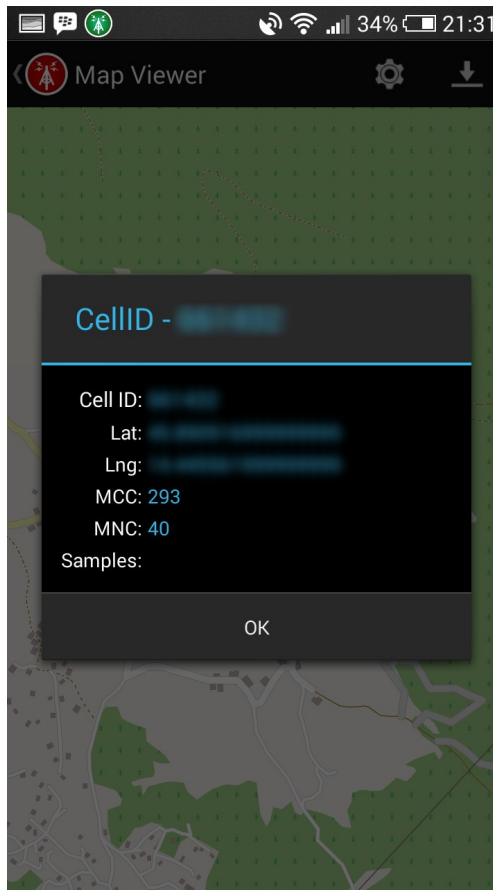 34% 21:31
Map Viewer
CellID -
Cell ID:
Lat:
Lng:
MCC: 293
MNC: 40
Samples:
OK